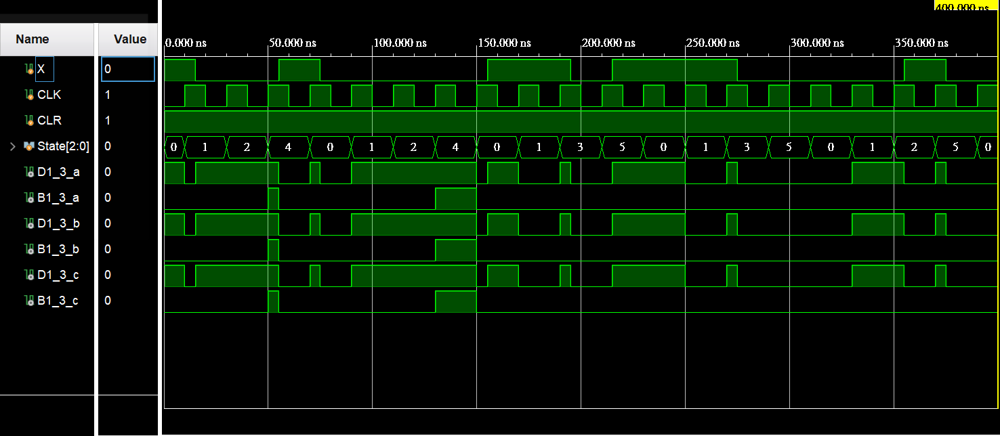 400.000 ns
Name Value
0.000 ns 50.000 ns 100.000 ns 150.000 ns 200.000 ns 250.000 ns 300.000 ns 350.000 ns
X 0
CLK 1
CLR 1
State[2:0] 0 0 1 2 4 0 1 2 4 0 1 3 5 0 1 3 5 0 1 2 5 0
D1_3_a 0
B1_3_a 0
D1_3_b 0
B1_3_b 0
D1_3_c 0
B1_3_c 0